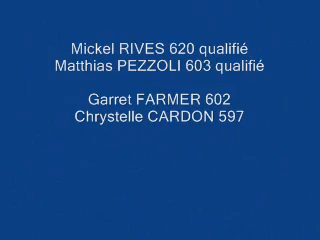 Mickel RIVES 620 qualifié
Matthias PEZZOLI 603 qualifié
Garret FARMER 602
Chrystelle CARDON 597